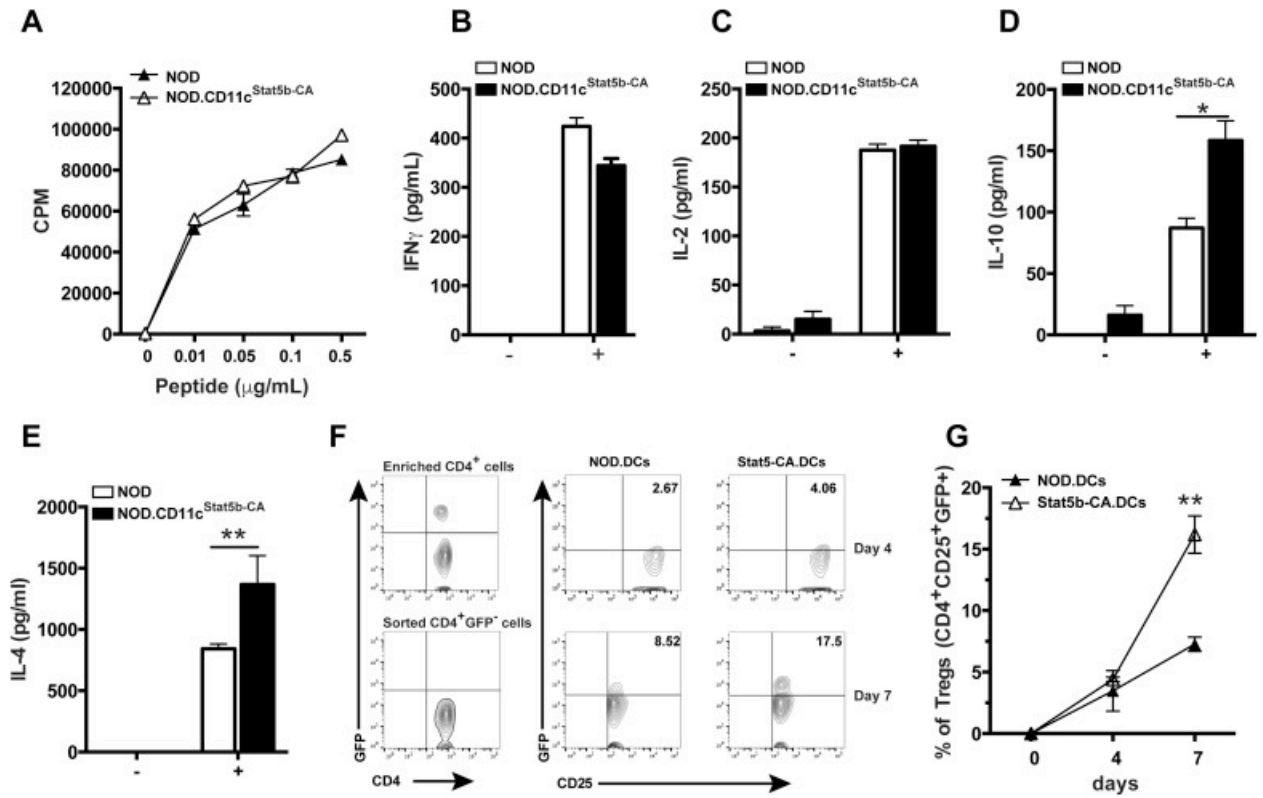 A
NOD
NOD.CD11cStat5b-CA
120000
100000
80000
60000
40000
20000
0
CPM
0 0.01 0.05 0.1 0.5
Peptide (μg/mL)
B
NOD
NOD.CD11cStat5b-CA
500
400
300
200
100
0
IFNγ (pg/mL)
- +
C
NOD
NOD.CD11cStat5b-CA
250
200
150
100
50
0
IL-2 (pg/ml)
- +
D
NOD
NOD.CD11cStat5b-CA
200
150
100
50
0
IL-10 (pg/ml)
*
- +
E
NOD
NOD.CD11cStat5b-CA
2000
1500
1000
500
0
IL-4 (pg/ml)
**
- +
F
Enriched CD4+ cells
NOD.DCs
Stat5-CA.DCs
2.67
4.06
Day 4
Sorted CD4+GFP- cells
8.52
17.5
Day 7
GFP
GFP
CD4
CD25
G
NOD.DCs
Stat5b-CA.DCs
20
15
10
5
0
% of Tregs (CD4+CD25+GFP+)
**
0 4 7
days